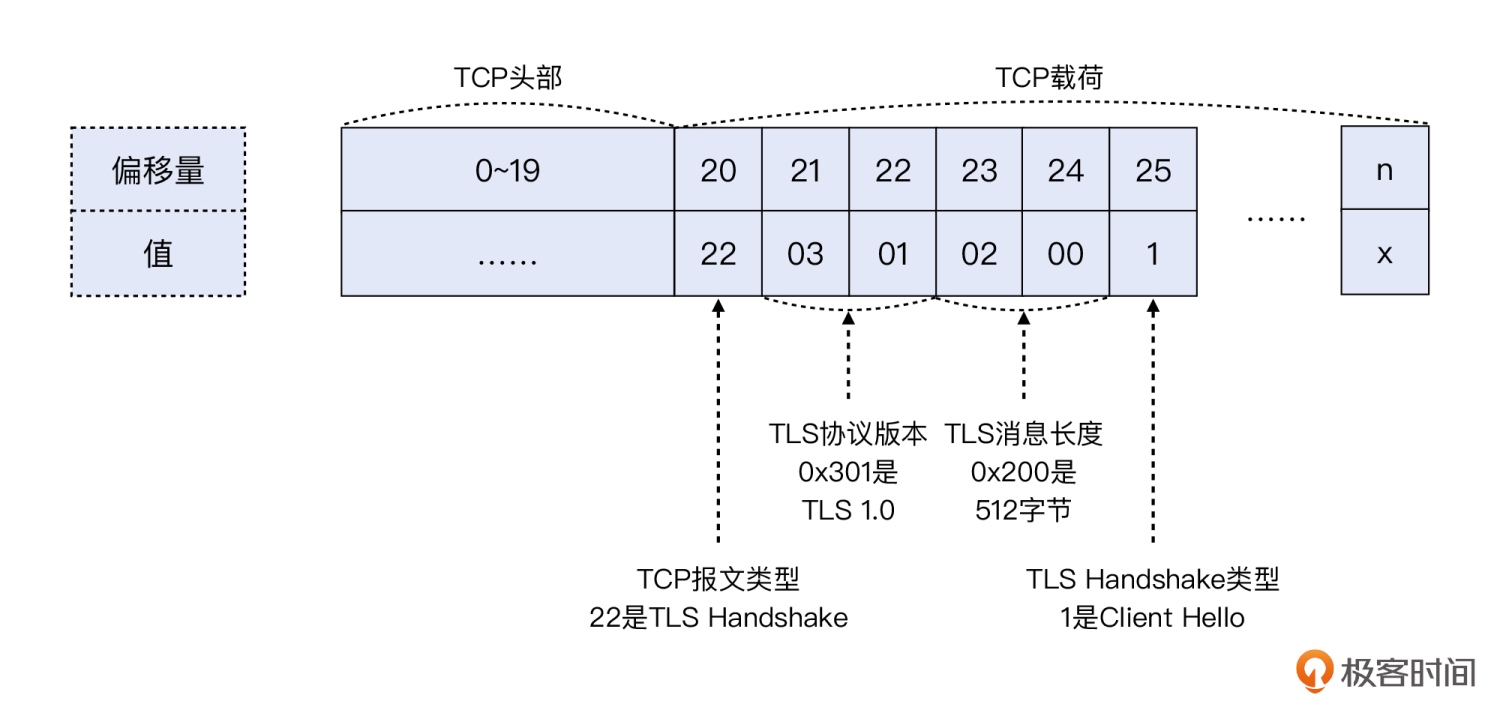 TCP头部
TCP载荷
偏移量
0~19
20
21
22
23
24
25
n
值
……
22
03
01
02
00
1
……
x
TLS协议版本
0x301是
TLS 1.0
TLS消息长度
0x200是
512字节
TCP报文类型
22是TLS Handshake
TLS Handshake类型
1是Client Hello
极客时间